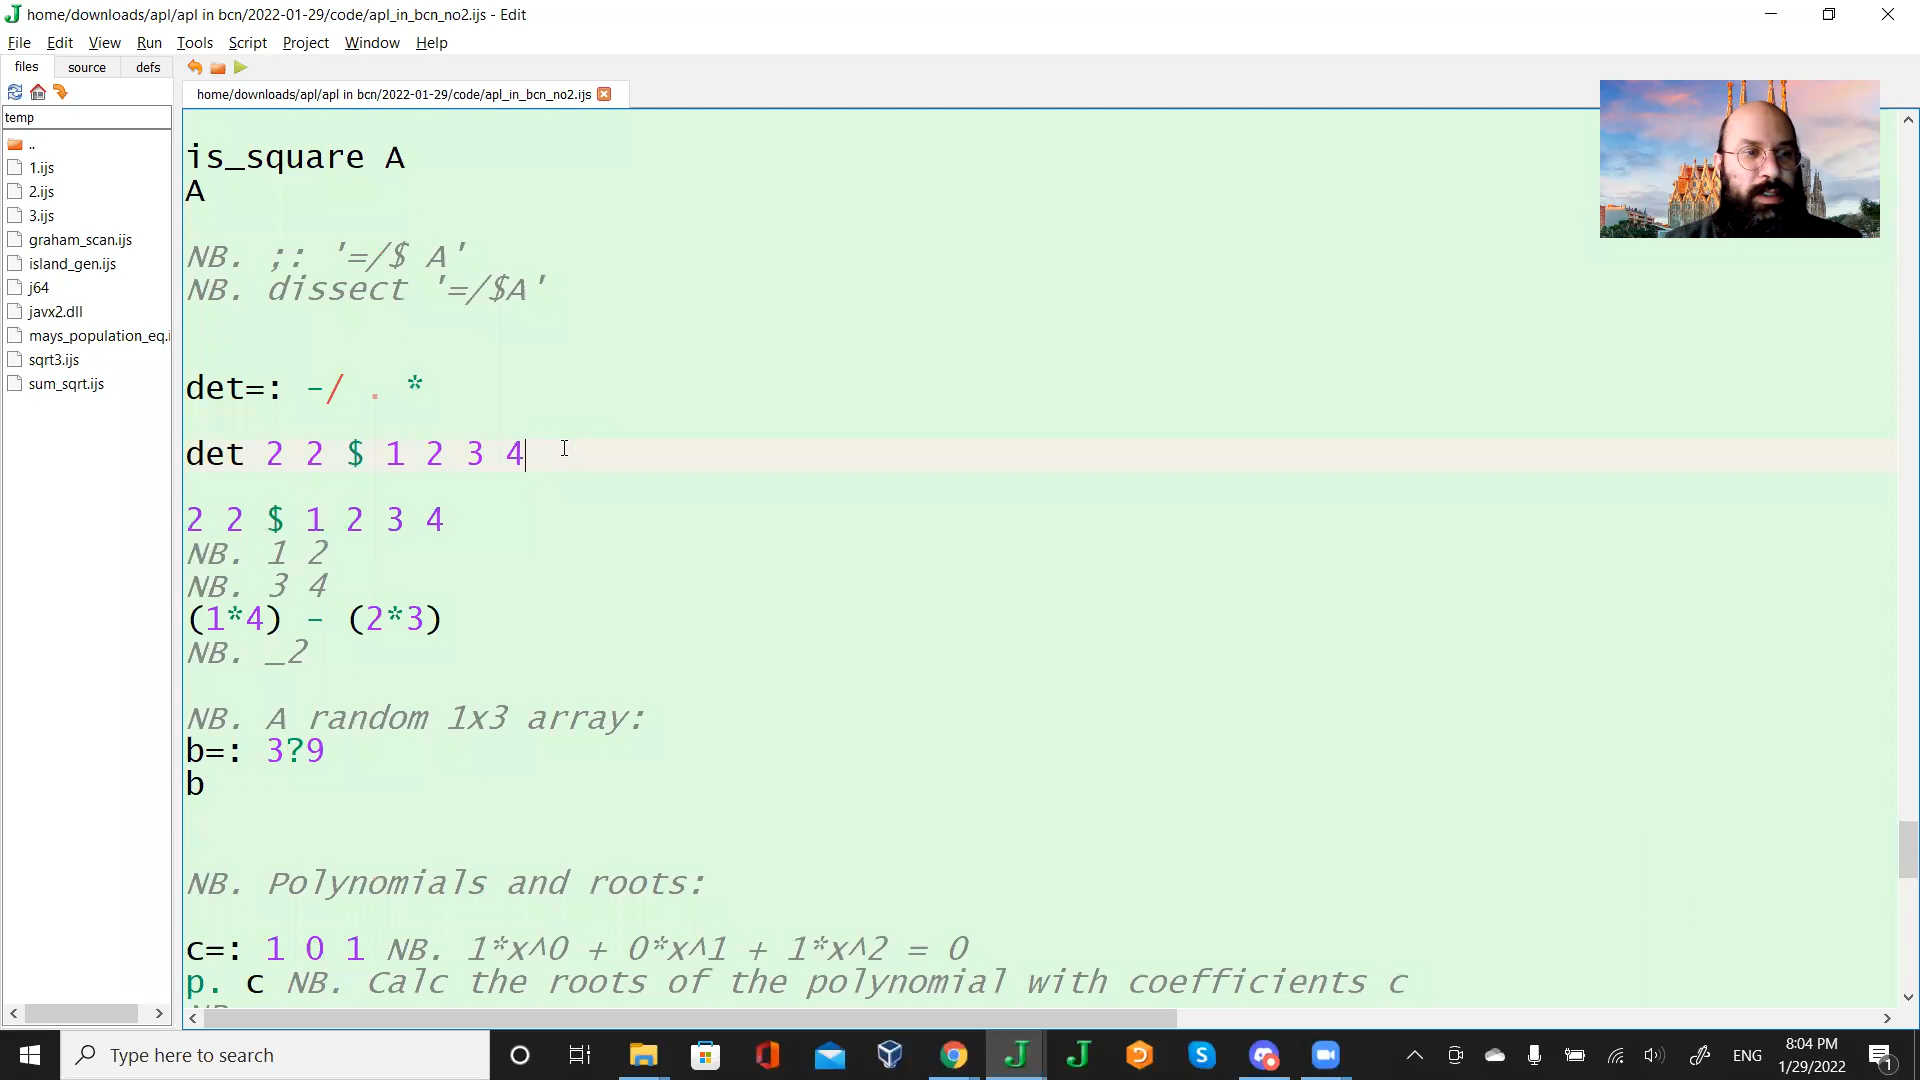 home/downloads/apl/apl in bcn/2022-01-29/code/apl_in_bcn_no2.ijs - Edit
File Edit View Run Tools Script Project Window Help
files source defs
home/downloads/apl/apl in bcn/2022-01-29/code/apl_in_bcn_no2.ijs
temp
..
1.ijs
2.ijs
3.ijs
graham_scan.ijs
island_gen.ijs
j64
javx2.dll
mays_population_eq.i
sqrt3.ijs
sum_sqrt.ijs
is_square A
A
NB. ;: '=/$ A'
NB. dissect '=/$A'
det=: -/ . *
det 2 2 $ 1 2 3 4
2 2 $ 1 2 3 4
NB. 1 2
NB. 3 4
(1*4) - (2*3)
NB. _2
NB. A random 1x3 array:
b=: 3?9
b
NB. Polynomials and roots:
c=: 1 0 1 NB. 1*x^0 + 0*x^1 + 1*x^2 = 0
p. c NB. Calc the roots of the polynomial with coefficients c
Type here to search
ENG
8:04 PM
1/29/2022
1